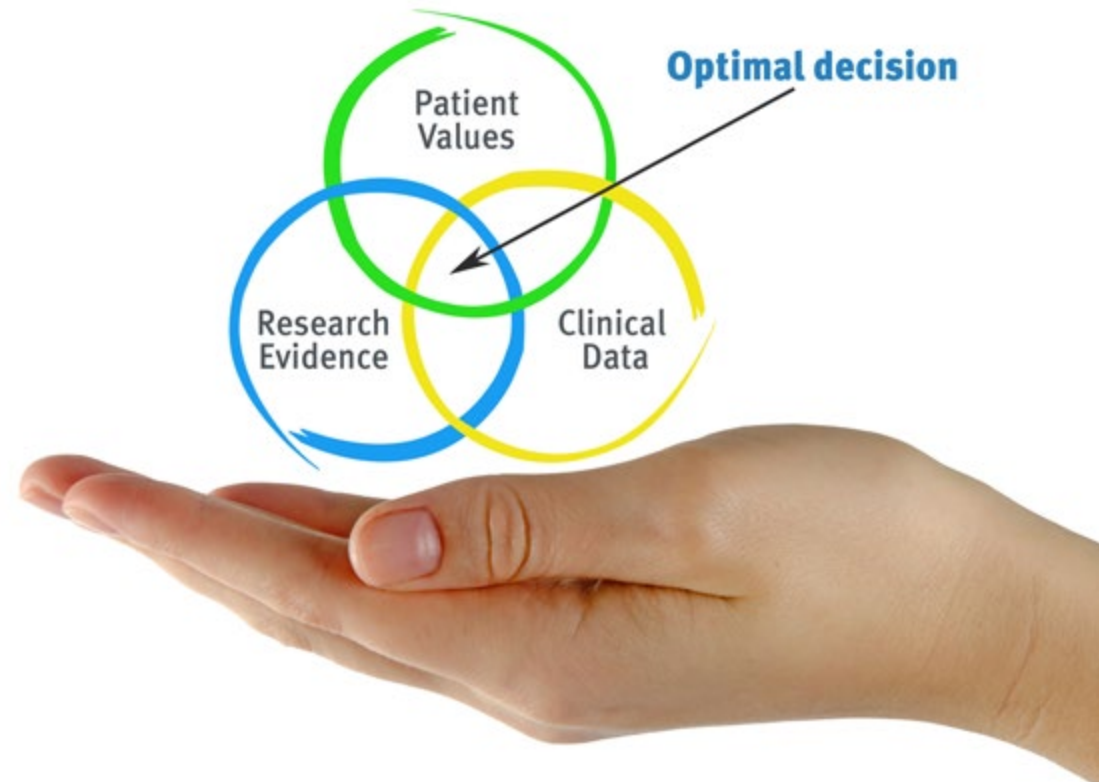 Optimal decision
Patient
Values
Research
Evidence
Clinical
Data